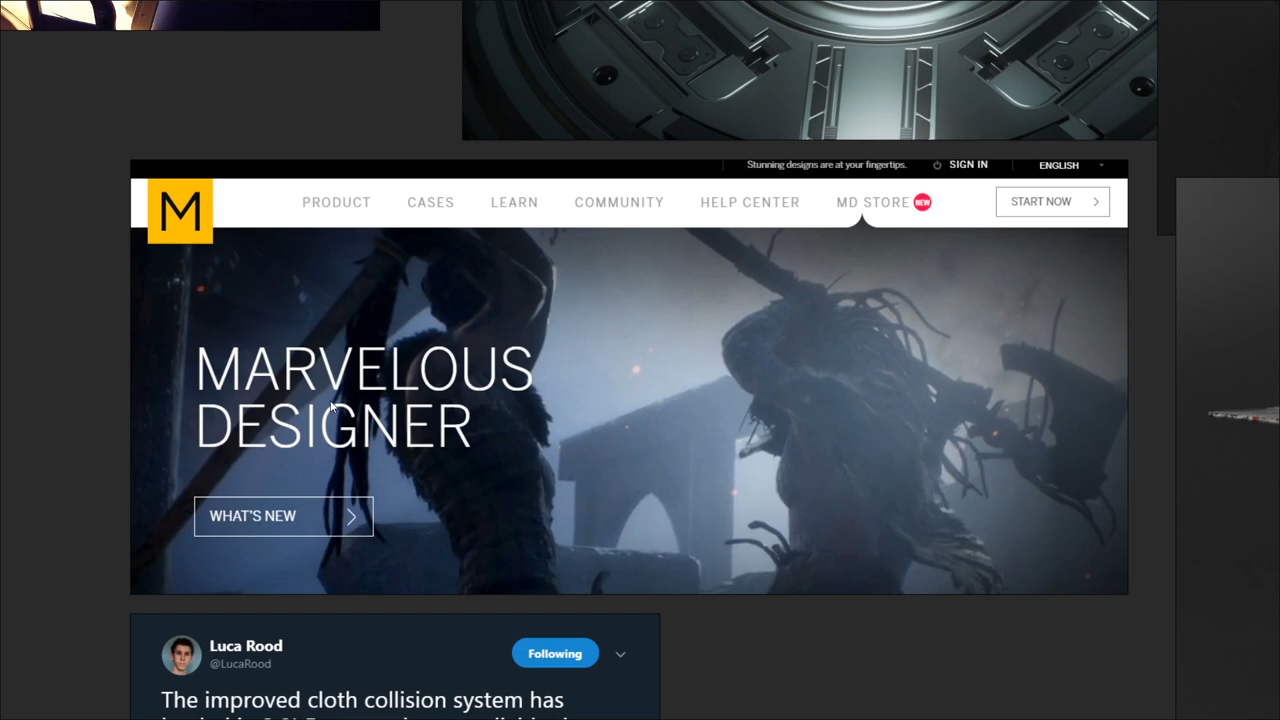 Stunning designs are at your fingertips. SIGN IN ENGLISH
M PRODUCT CASES LEARN COMMUNITY HELP CENTER MD STORE NEW START NOW
MARVELOUS
DESIGNER
WHAT'S NEW
Luca Rood
@LucaRood
Following
The improved cloth collision system has